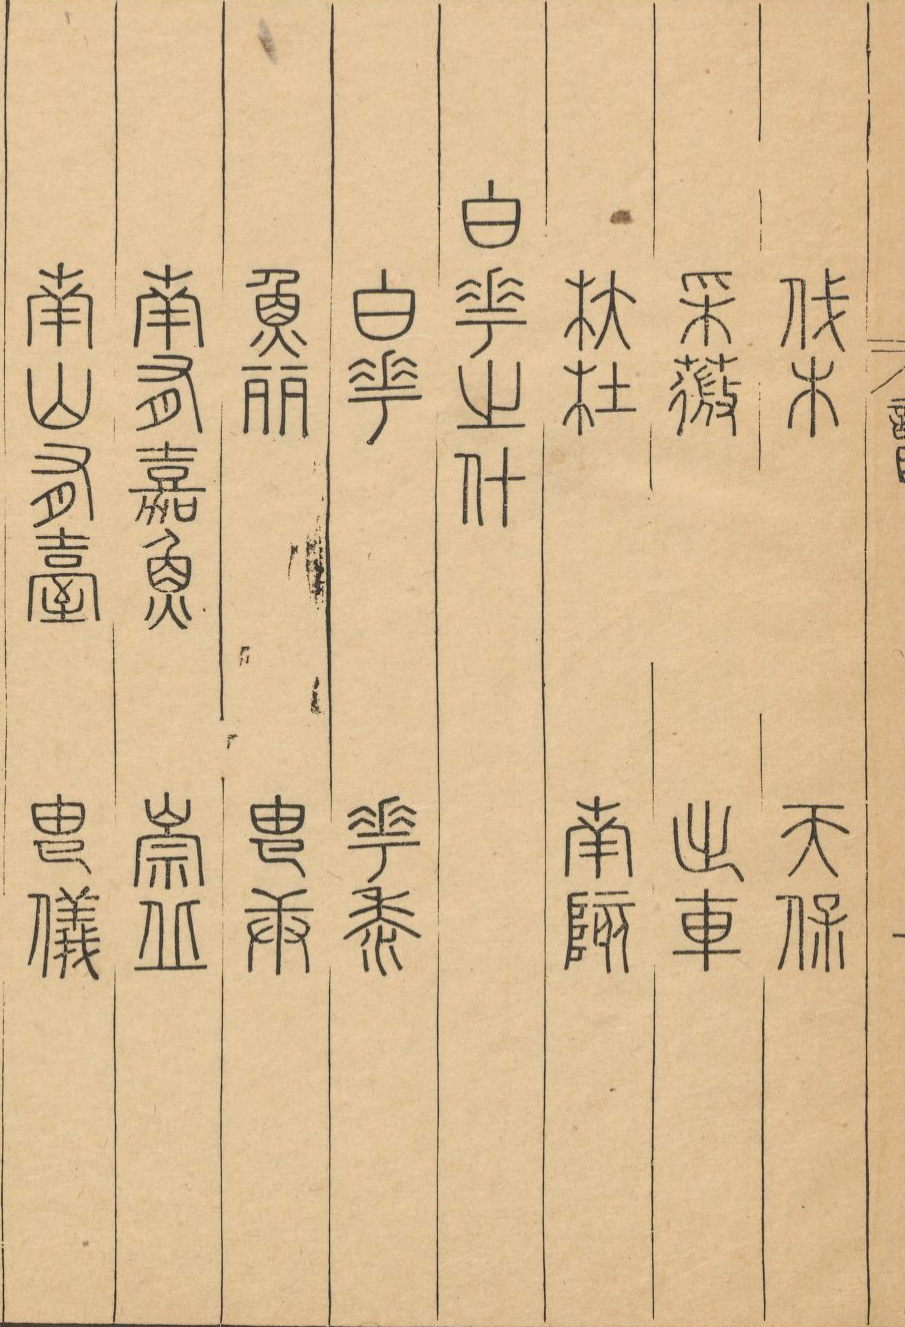 伐木 天保
采薇 出車
杕杜 南陔
白華之什
白華 華黍
魚麗 由庚
南有嘉魚 崇丘
南山有臺 由儀